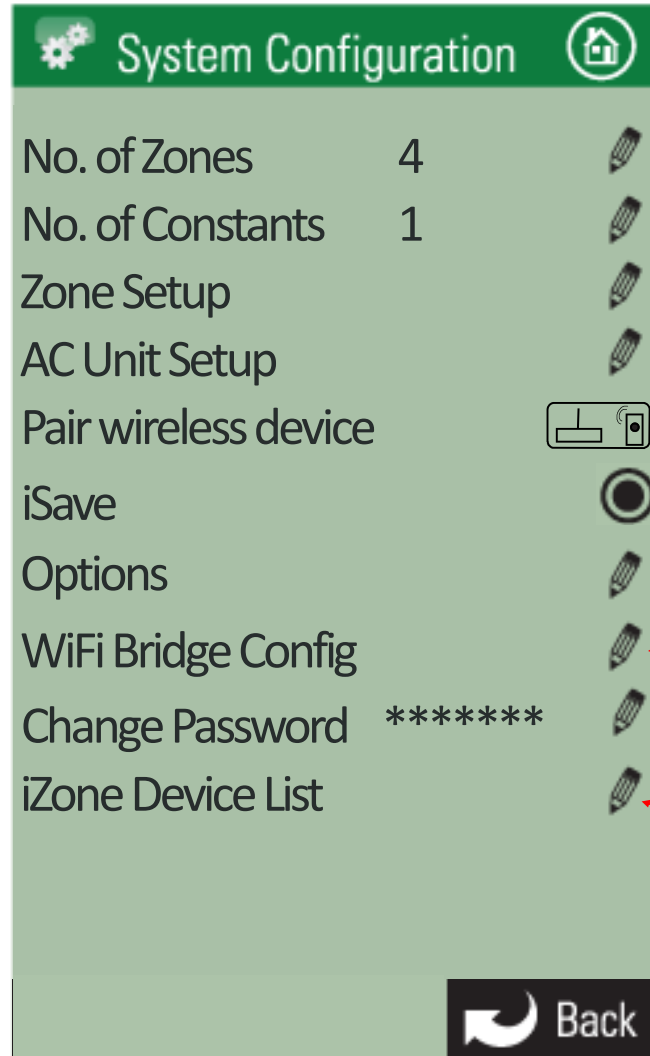 System Configuration
No. of Zones 4
No. of Constants 1
Zone Setup
AC Unit Setup
Pair wireless device
iSave
Options
WiFi Bridge Config
Change Password *******
iZone Device List
Back